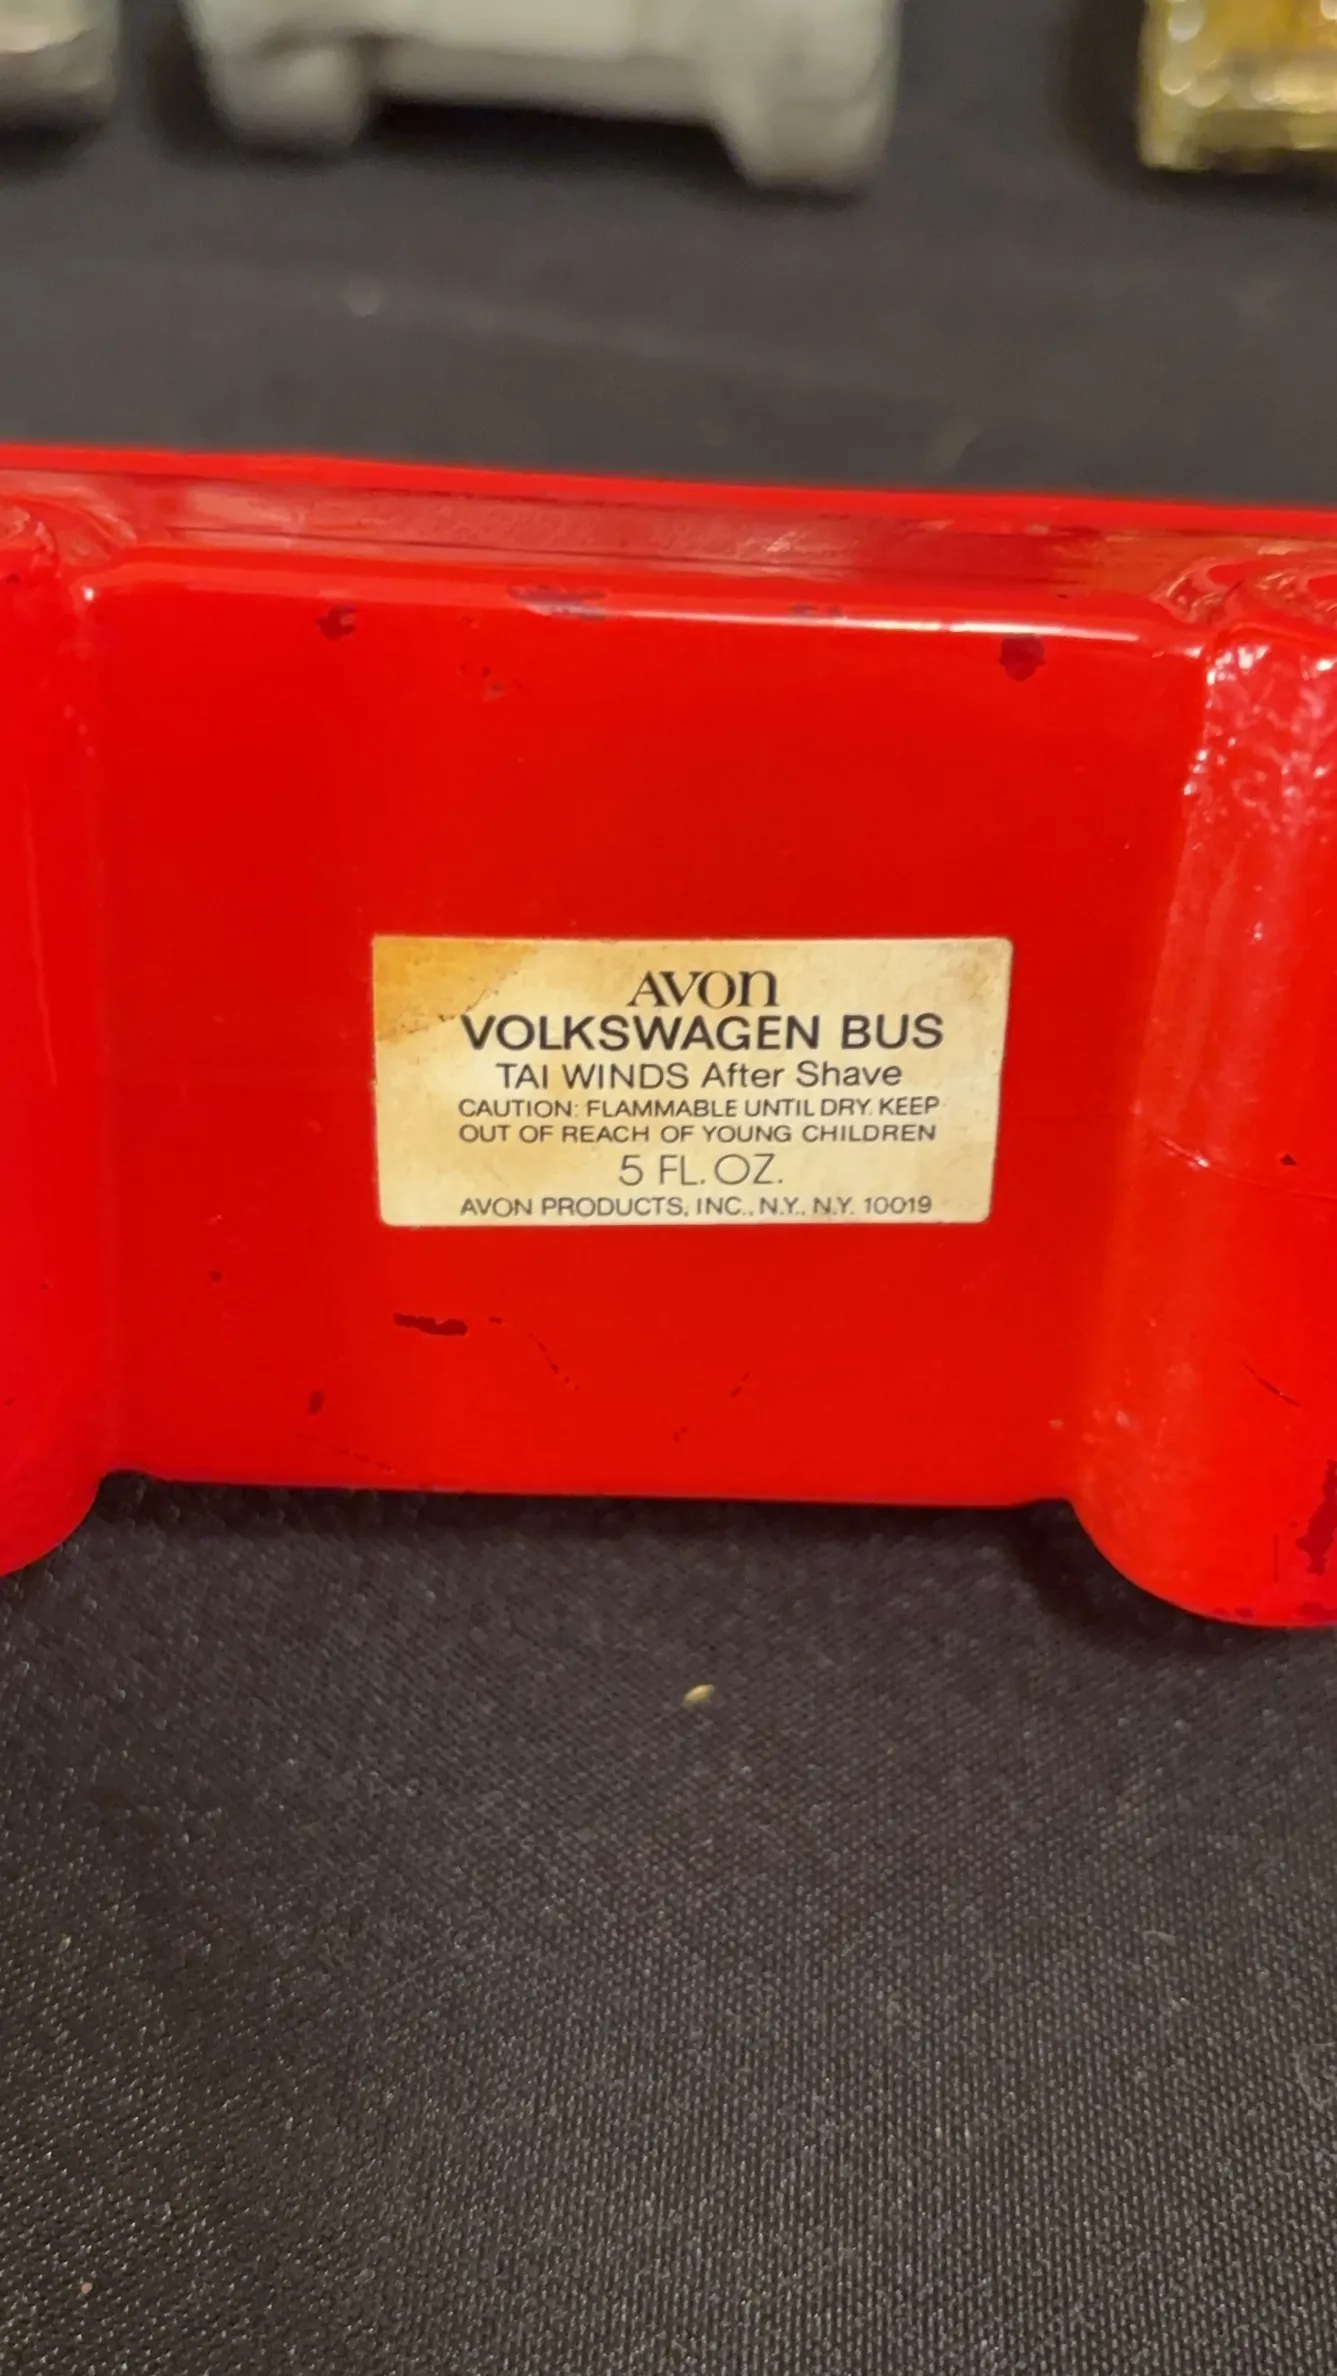 AVON
VOLKSWAGEN BUS
TAI WINDS After Shave
CAUTION: FLAMMABLE UNTIL DRY. KEEP
OUT OF REACH OF YOUNG CHILDREN
5 FL. OZ.
AVON PRODUCTS, INC., N.Y., N.Y. 10019